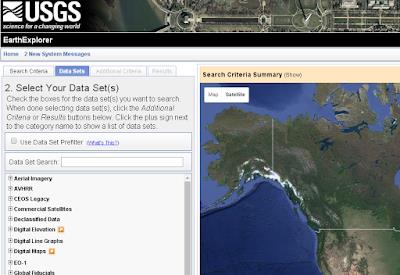 USGS
science for a changing world
EarthExplorer
Home 2 New System Messages
Search Criteria Data Sets Additional Criteria Results
2. Select Your Data Set(s)
Check the boxes for the data set(s) you want to search.
When done selecting data set(s), click the Additional
Criteria or Results buttons below. Click the plus sign next
to the category name to show a list of data sets.
Use Data Set Prefilter (What's This?)
Data Set Search:
Aerial Imagery
AVHRR
CEOS Legacy
Commercial Satellites
Declassified Data
Digital Elevation
Digital Line Graphs
Digital Maps
EO-1
Global Fiducials
Search Criteria Summary (Show)
Map Satellite